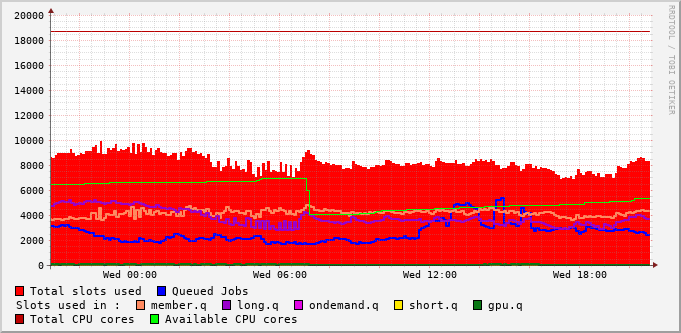 20000
18000
16000
14000
12000
10000
8000
6000
4000
2000
0
Wed 00:00 Wed 06:00 Wed 12:00 Wed 18:00
Total slots used Queued Jobs
Slots used in : member.q long.q ondemand.q short.q gpu.q
Total CPU cores Available CPU cores
RRDTOOL / TOBI OETIKER